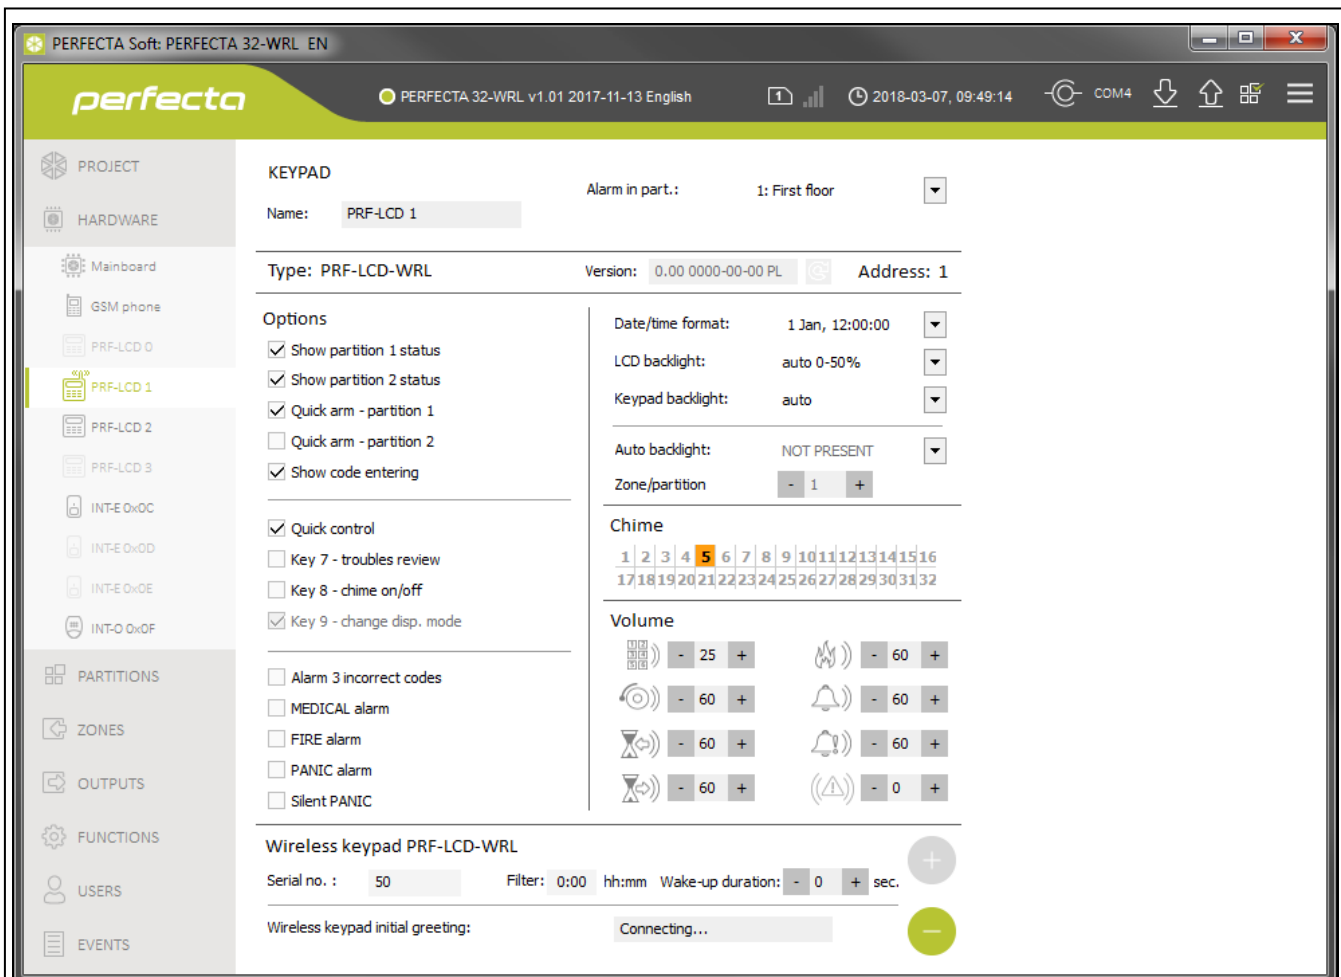 PERFECTA Soft: PERFECTA 32-WRL EN
perfecta
PERFECTA 32-WRL v1.01 2017-11-13 English
1
2018-03-07, 09:49:14
COM4
PROJECT
HARDWARE
Mainboard
GSM phone
PRF-LCD 0
PRF-LCD 1
PRF-LCD 2
PRF-LCD 3
INT-E 0x0C
INT-E 0x0D
INT-E 0x0E
INT-O 0x0F
PARTITIONS
ZONES
OUTPUTS
FUNCTIONS
USERS
EVENTS
KEYPAD
Alarm in part.: 1: First floor
Name: PRF-LCD 1
Type: PRF-LCD-WRL
Version: 0.00 0000-00-00 PL
Address: 1
Options
Show partition 1 status
Show partition 2 status
Quick arm - partition 1
Quick arm - partition 2
Show code entering
Quick control
Key 7 - troubles review
Key 8 - chime on/off
Key 9 - change disp. mode
Alarm 3 incorrect codes
MEDICAL alarm
FIRE alarm
PANIC alarm
Silent PANIC
Date/time format: 1 Jan, 12:00:00
LCD backlight: auto 0-50%
Keypad backlight: auto
Auto backlight: NOT PRESENT
Zone/partition - 1 +
Chime
1 2 3 4 5 6 7 8 9 10 11 12 13 14 15 16
17 18 19 20 21 22 23 24 25 26 27 28 29 30 31 32
Volume
- 25 + - 60 +
- 60 + - 60 +
- 60 + - 60 +
- 60 + - 0 +
Wireless keypad PRF-LCD-WRL
Serial no. : 50 Filter: 0:00 hh:mm Wake-up duration: - 0 + sec.
Wireless keypad initial greeting: Connecting...